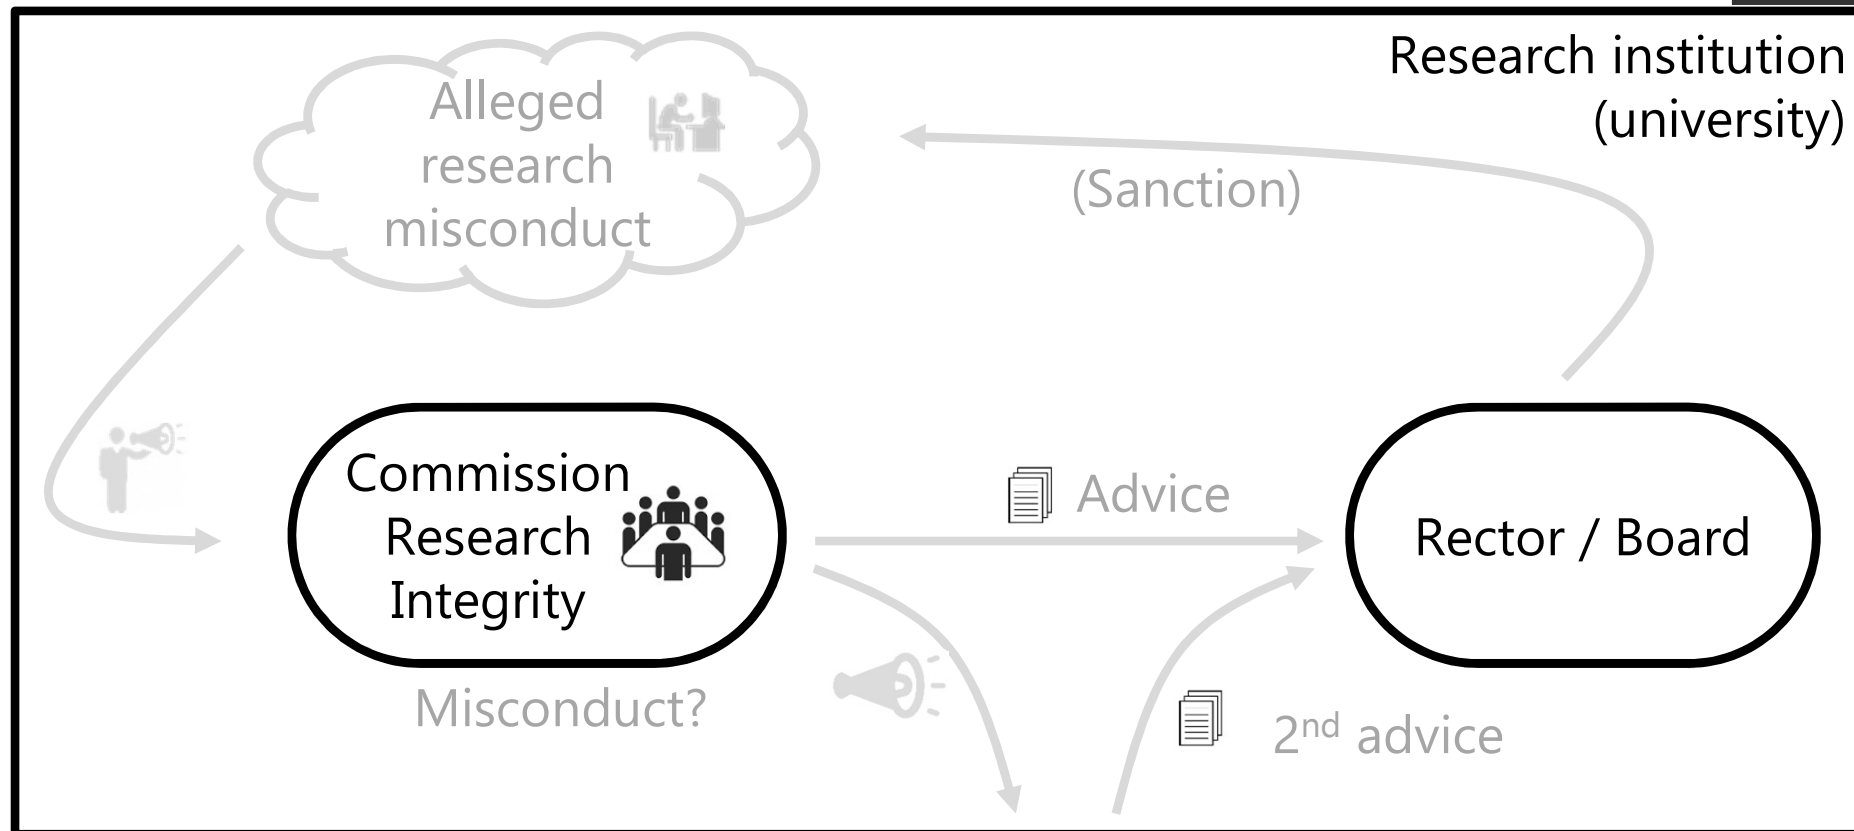 Research institution
(university)
Alleged
research
misconduct
(Sanction)
Commission
Research
Integrity
Advice
Rector / Board
Misconduct?
2nd advice